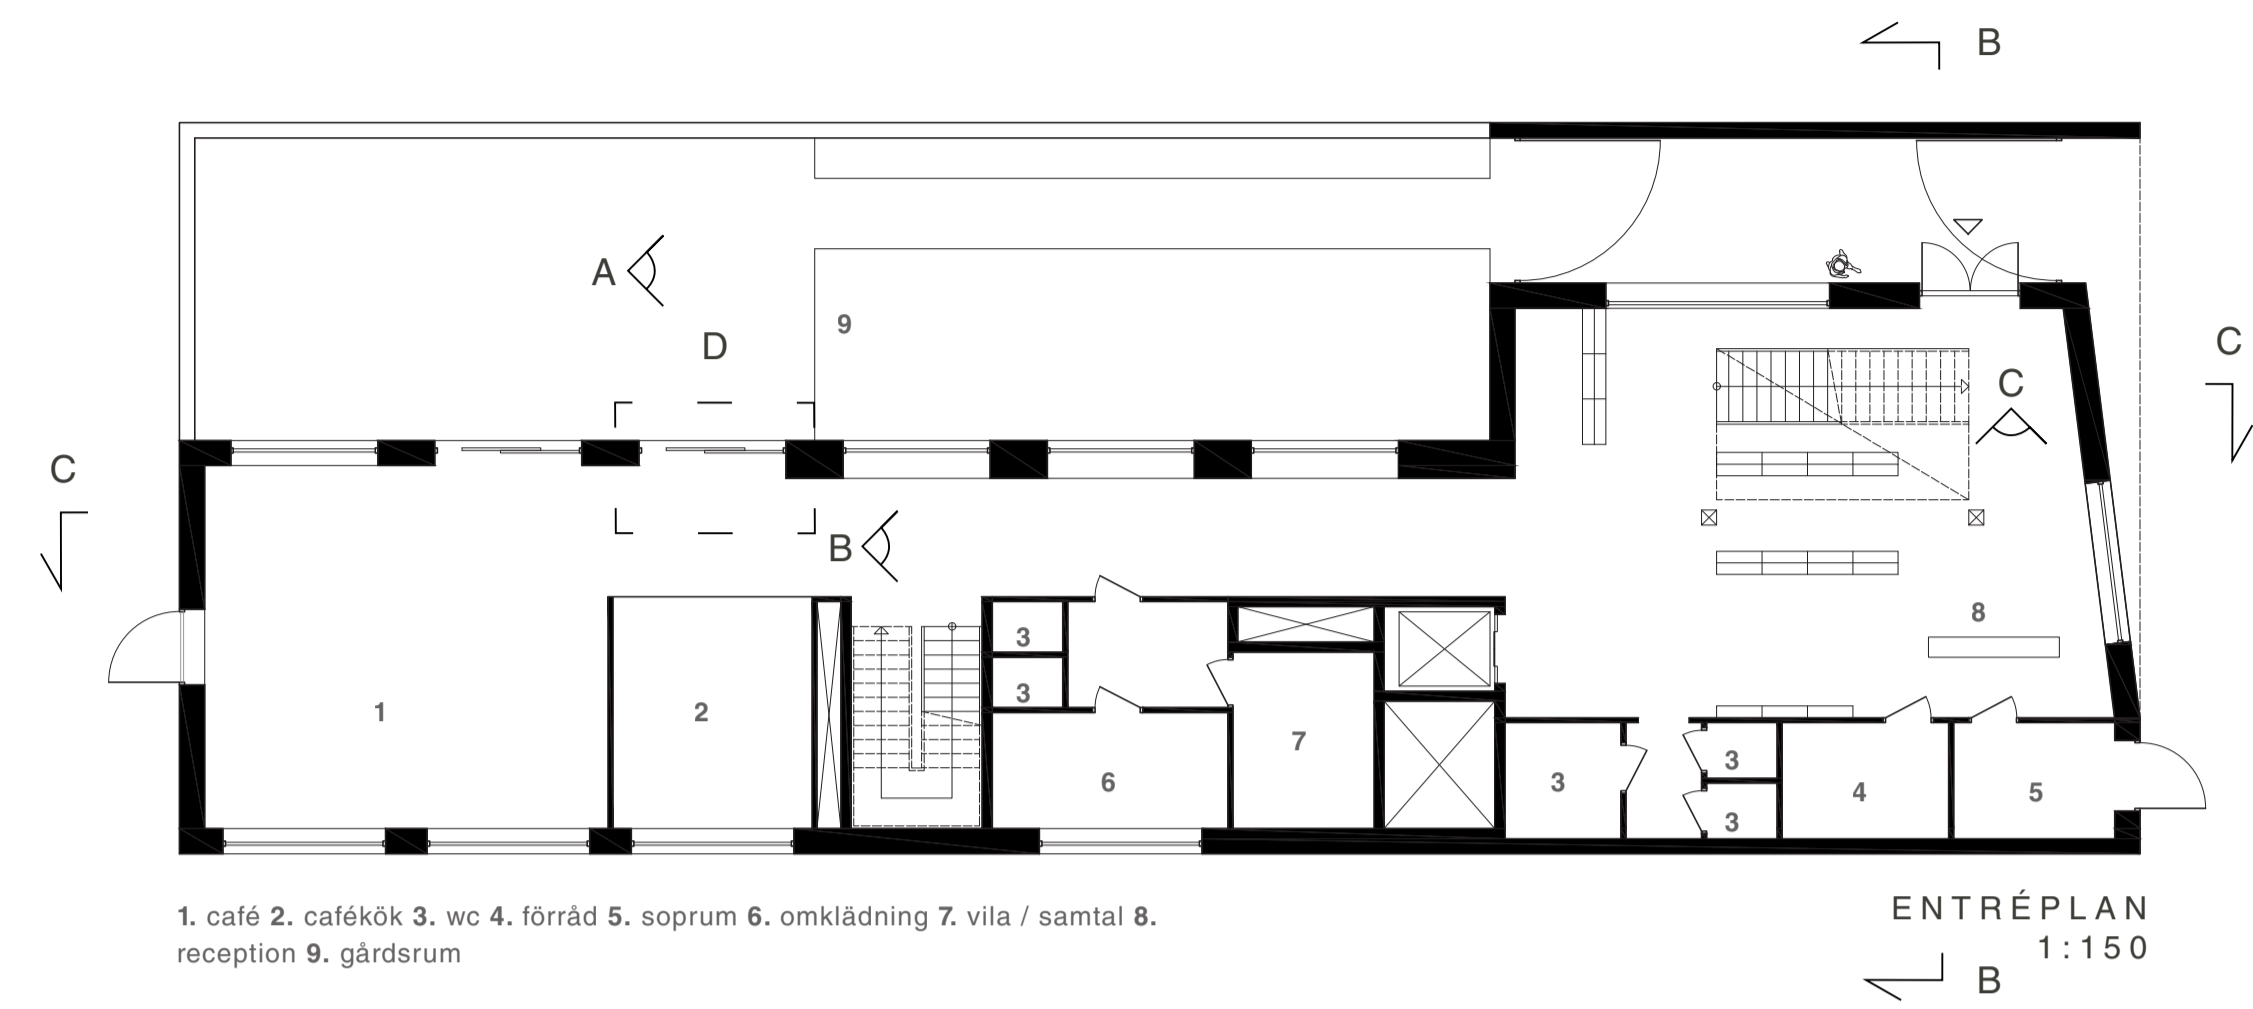 B
A
9
D
C
C
C
B
8
3
3
1
2
7
6
3
3
3
4
5
1. café 2. cafékök 3. wc 4. förråd 5. soprum 6. omklädning 7. vila / samtal 8.
reception 9. gårdsrum
ENTRÉPLAN
1:150
B